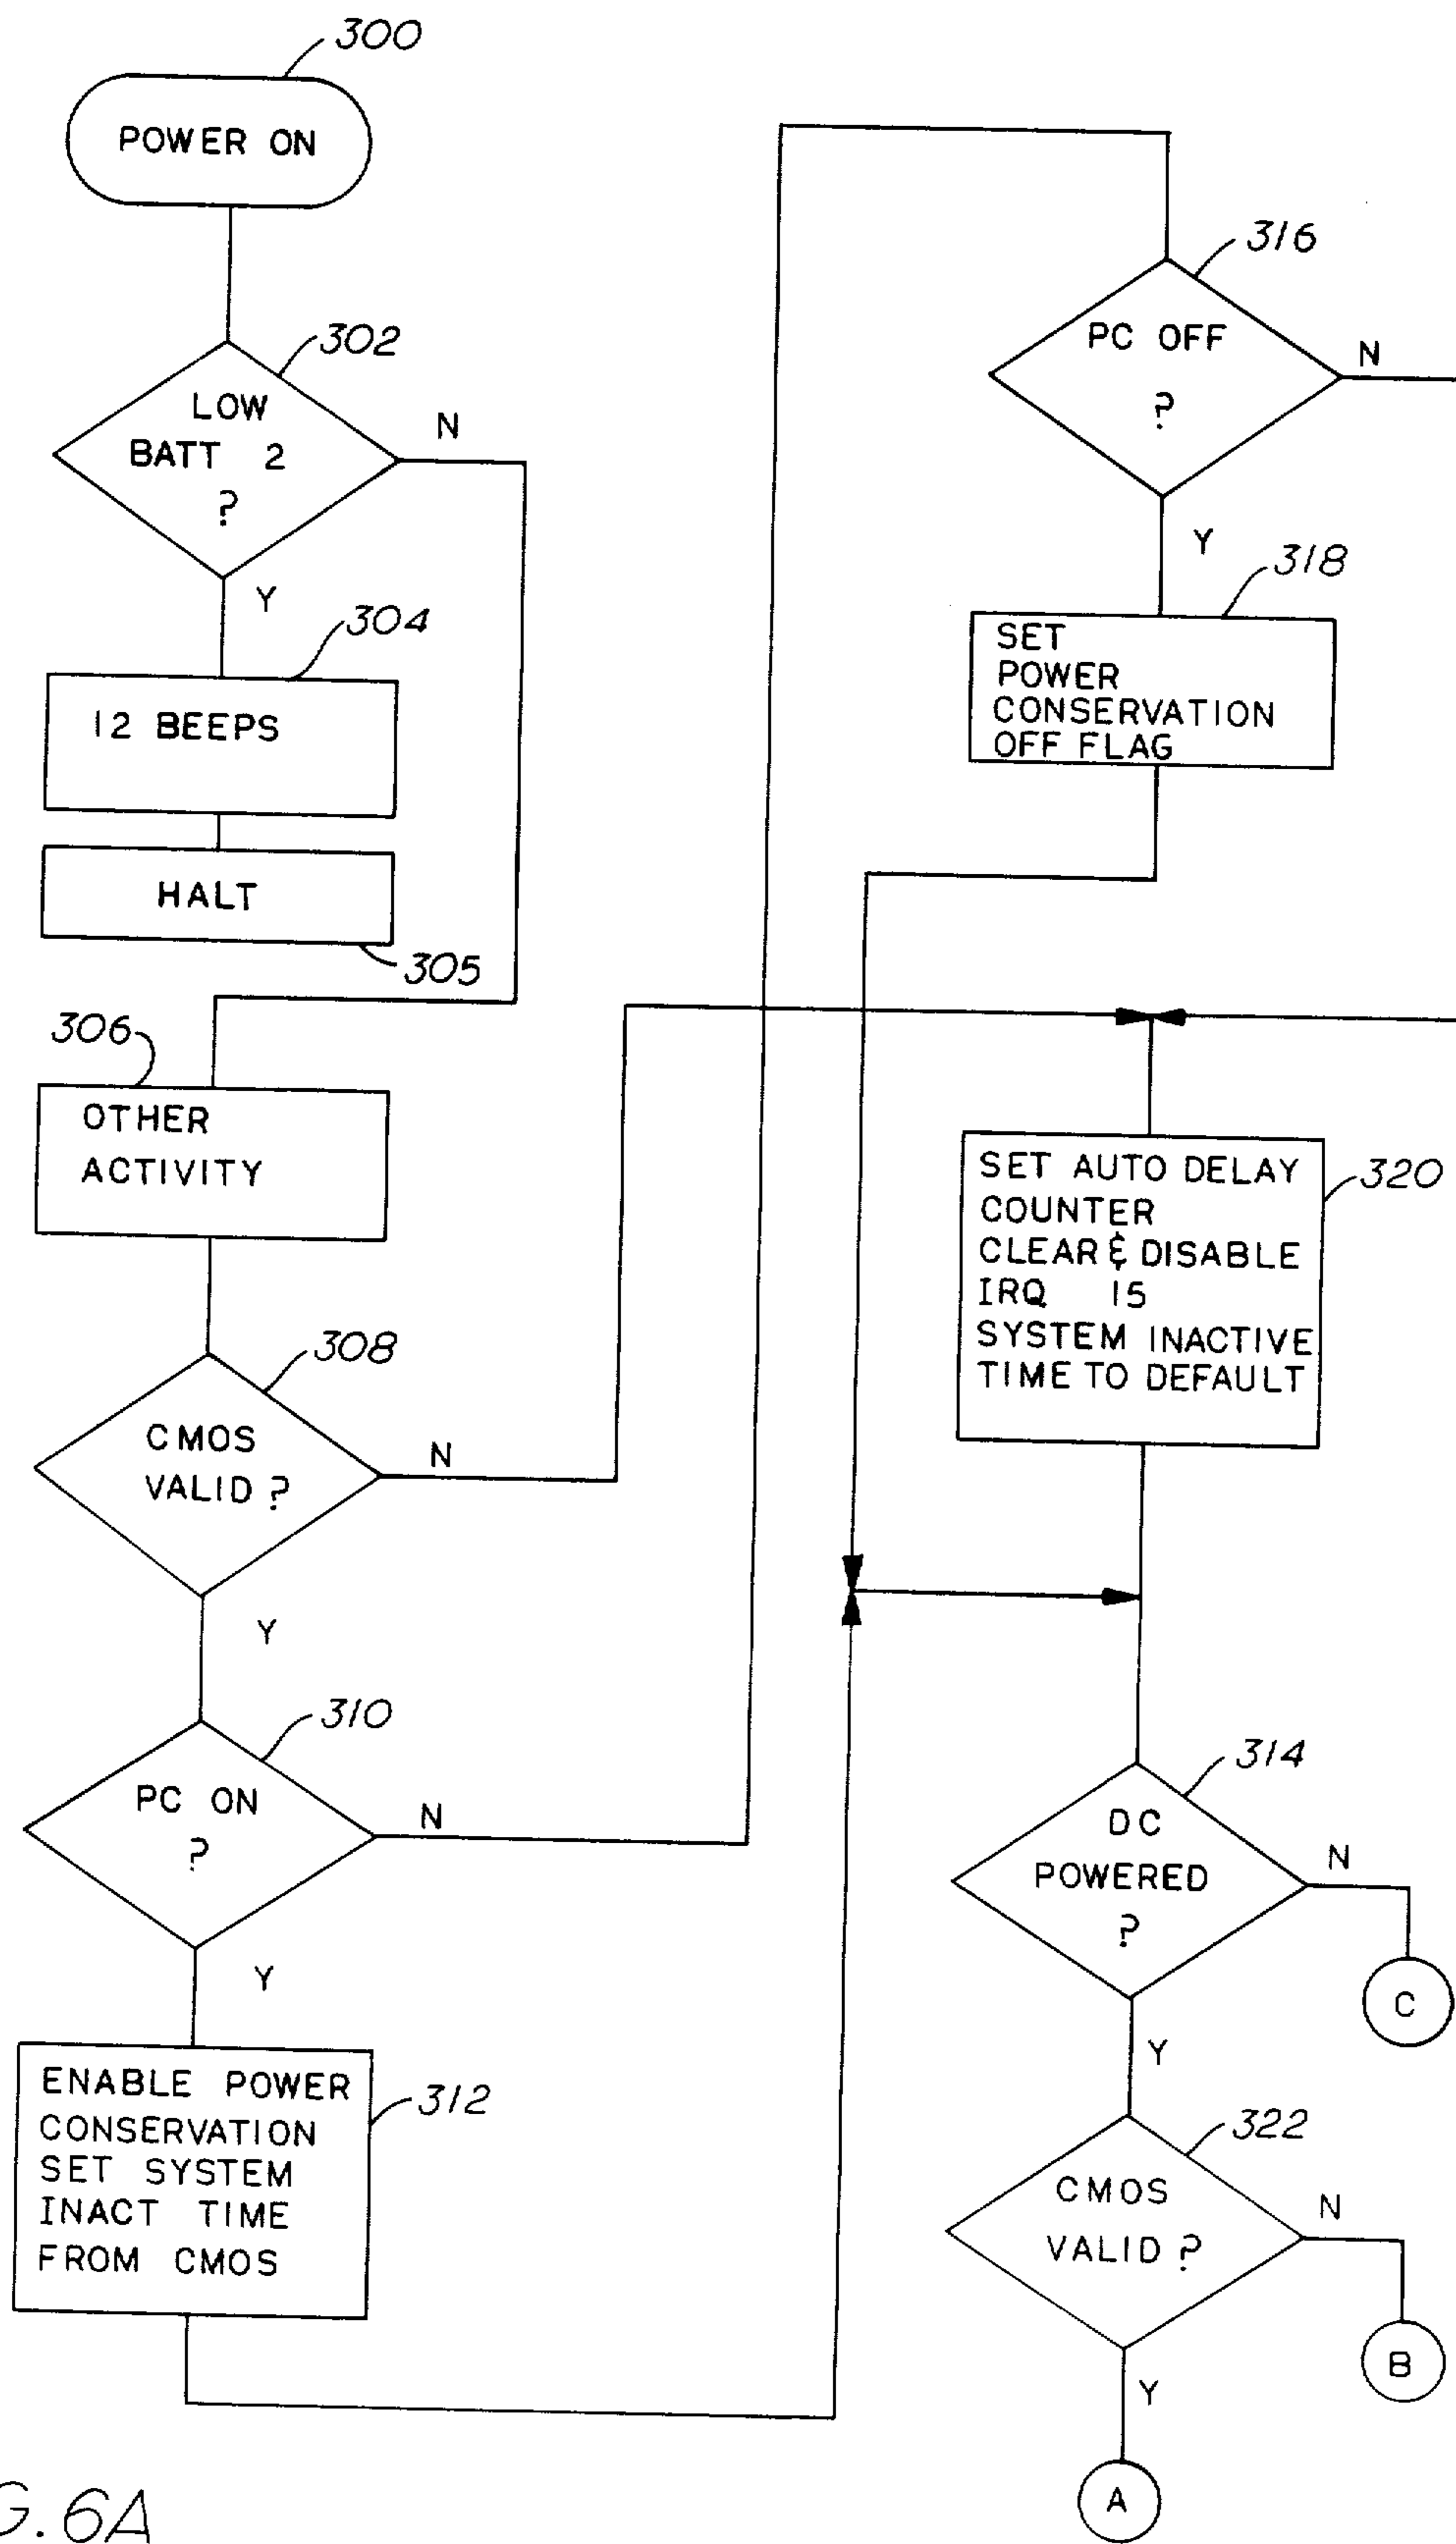 300
POWER ON
302
LOW
BATT 2
?
N
Y
304
12 BEEPS
HALT
305
306
OTHER
ACTIVITY
308
CMOS
VALID ?
N
Y
310
PC ON
?
N
Y
ENABLE POWER
CONSERVATION
SET SYSTEM
INACT TIME
FROM CMOS
312
316
PC OFF
?
N
Y
318
SET
POWER
CONSERVATION
OFF FLAG
SET AUTO DELAY
COUNTER
CLEAR & DISABLE
IRQ 15
SYSTEM INACTIVE
TIME TO DEFAULT
320
314
DC
POWERED
?
N
C
Y
322
CMOS
VALID ?
N
B
Y
A
G. 6A